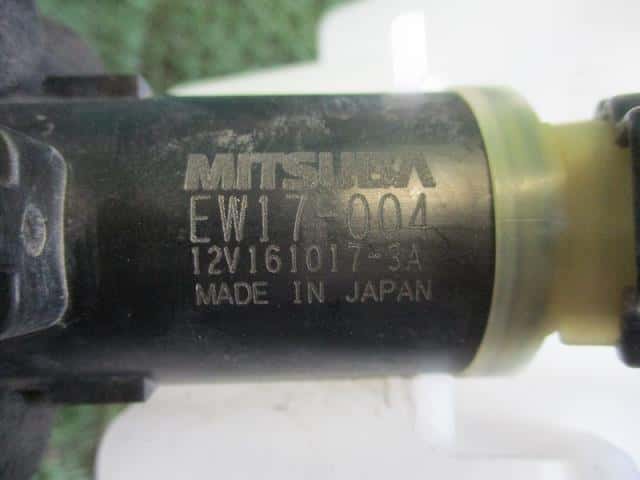 MITSUBA
EW17-004
12V161017-3A
MADE IN JAPAN